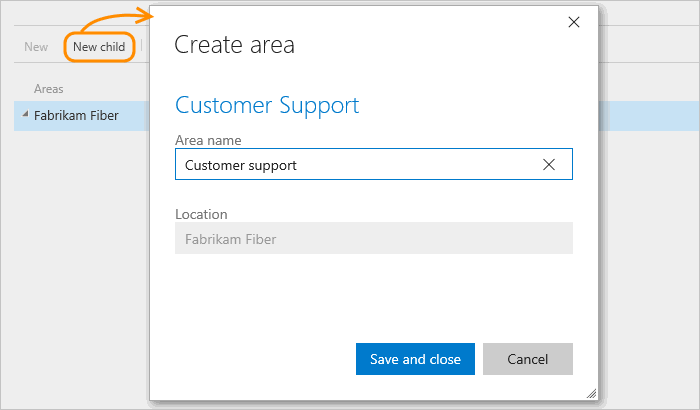 New
New child
Areas
Fabrikam Fiber
Create area
Customer Support
Area name
Customer support
Location
Fabrikam Fiber
Save and close
Cancel